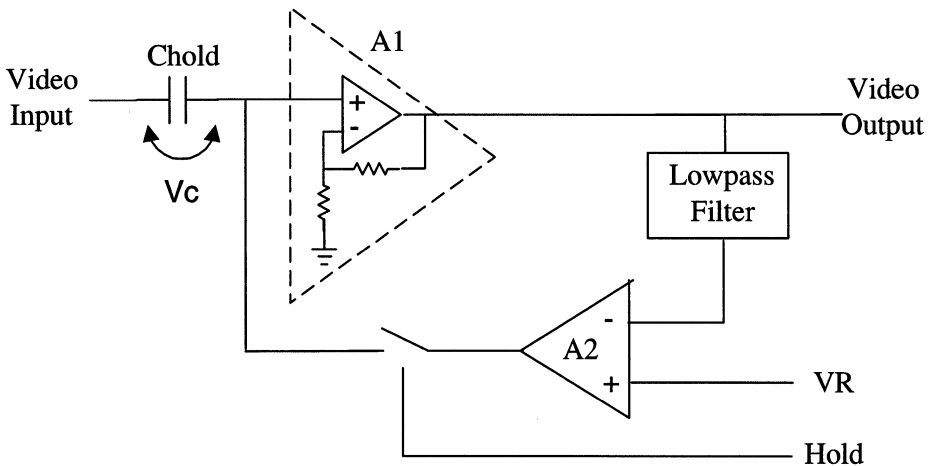 A1
Chold
Video
Input
Vc
+
-
Video
Output
Lowpass
Filter
-
A2
+
VR
Hold